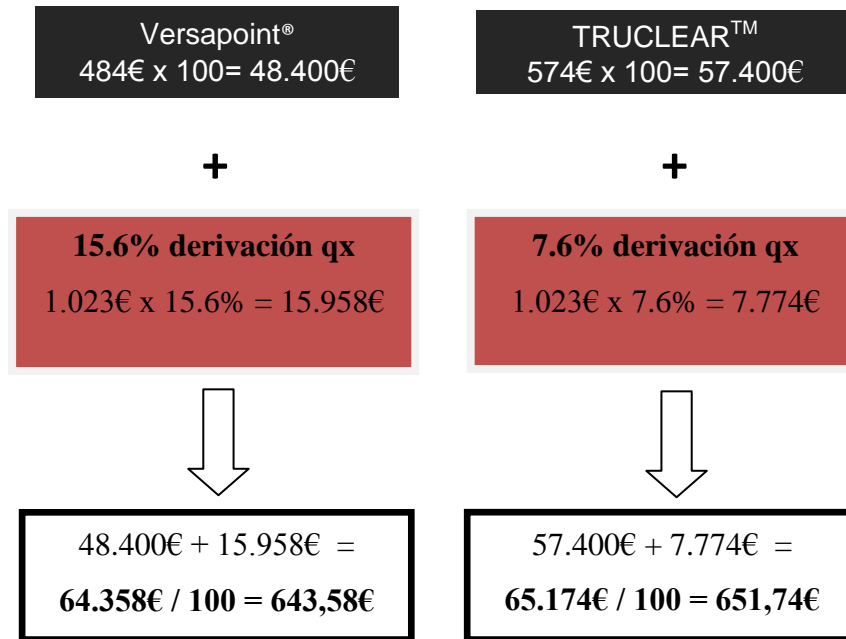 Versapoint®
484€ x 100= 48.400€
+
15.6% derivación qx
1.023€ x 15.6% = 15.958€
48.400€ + 15.958€ =
64.358€ / 100 = 643,58€
TRUCLEAR™
574€ x 100= 57.400€
+
7.6% derivación qx
1.023€ x 7.6% = 7.774€
57.400€ + 7.774€ =
65.174€ / 100 = 651,74€